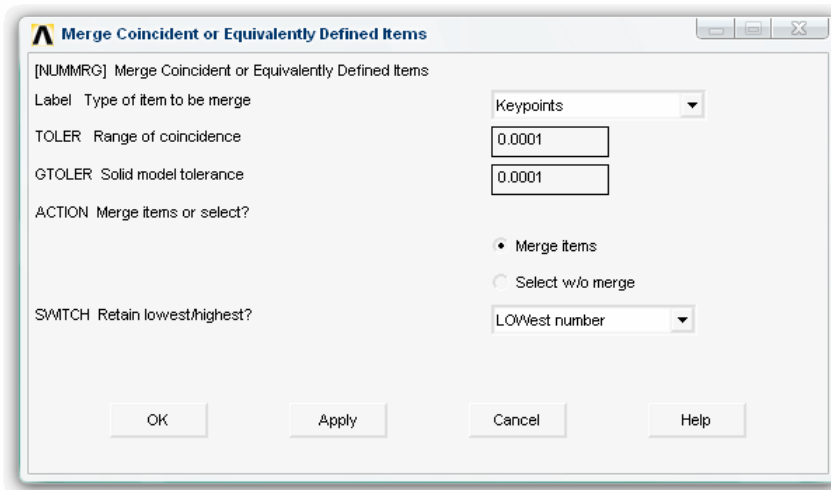 Merge Coincident or Equivalently Defined Items
[NUMMRG] Merge Coincident or Equivalently Defined Items
Label Type of item to be merge Keypoints
TOLER Range of coincidence 0.0001
GTOLER Solid model tolerance 0.0001
ACTION Merge items or select?
Merge items
Select w/o merge
SWITCH Retain lowest/highest? LOWest number
OK Apply Cancel Help